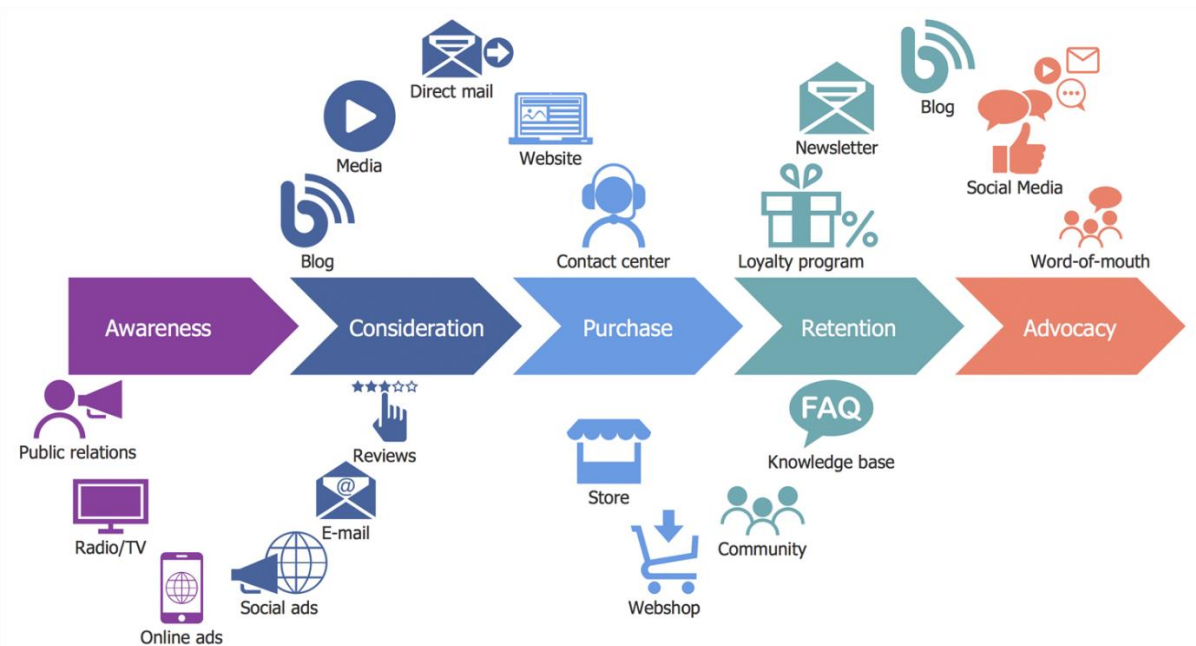 Direct mail
Media
Blog
Website
Contact center
Newsletter
Loyalty program
Blog
Social Media
Word-of-mouth
Awareness
Consideration
Purchase
Retention
Advocacy
Public relations
Radio/TV
Online ads
Social ads
@
E-mail
Reviews
Store
Webshop
FAQ
Knowledge base
Community
%